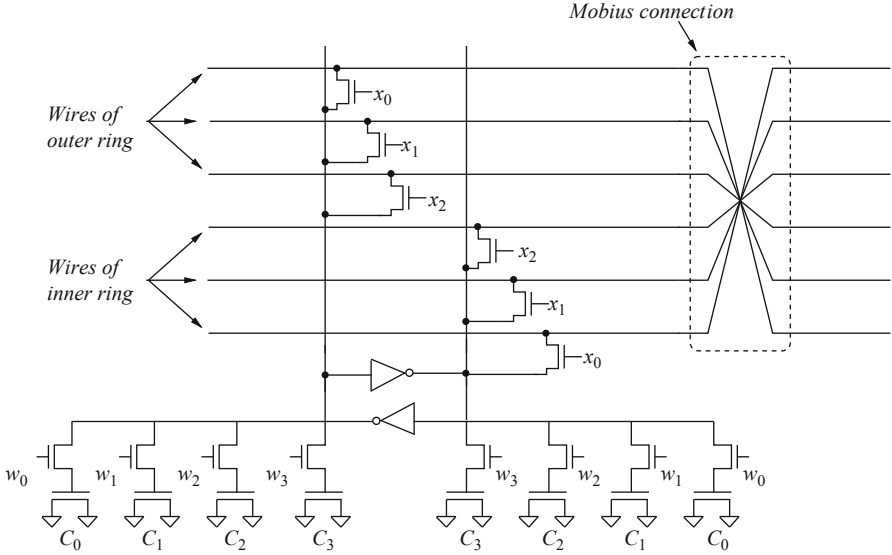 Mobius connection
x0
Wires of
outer ring
x1
x2
x2
Wires of
inner ring
x1
x0
w0
w1
w2
w3
w3
w2
w1
w0
C0
C1
C2
C3
C3
C2
C1
C0